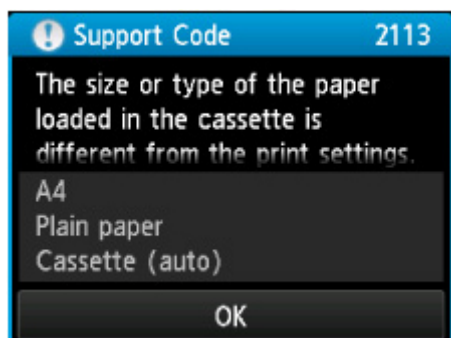 Support Code 2113
The size or type of the paper
loaded in the cassette is
different from the print settings.
A4
Plain paper
Cassette (auto)
OK